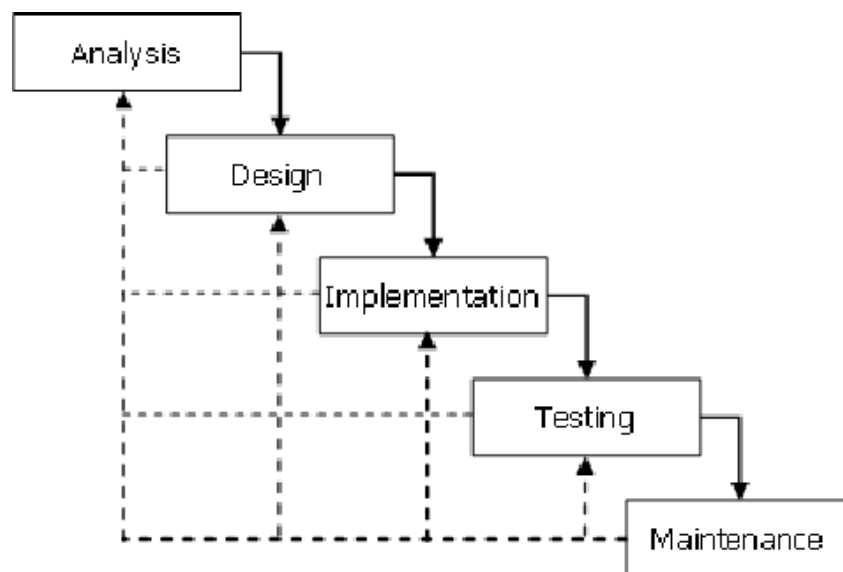 Analysis
Design
Implementation
Testing
Maintenance